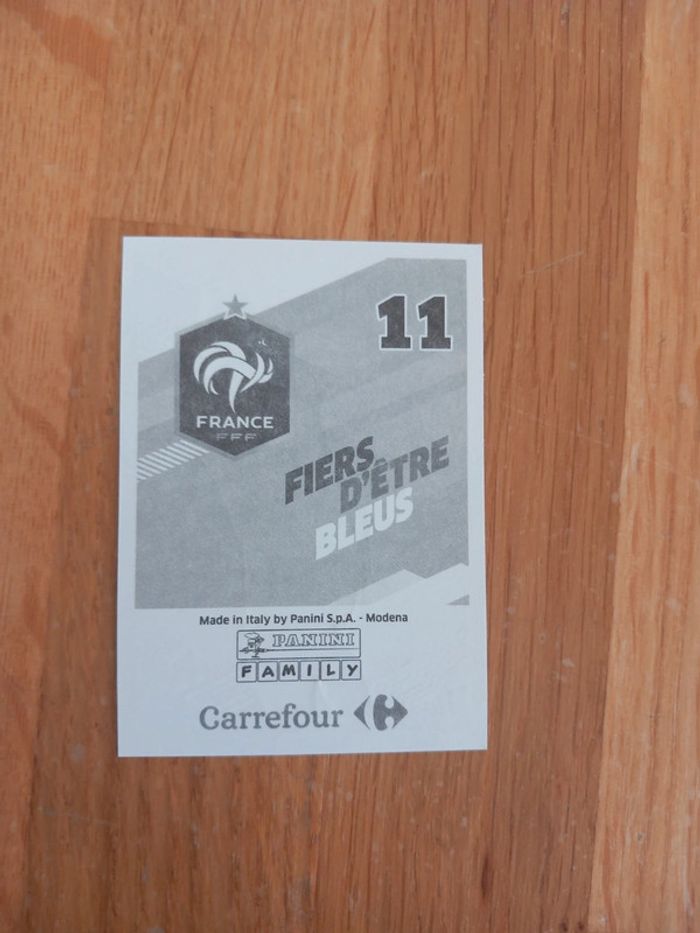 11
FRANCE
FFF
FIERS
D'ÊTRE
BLEUS
Made in Italy by Panini S.p.A. - Modena
PANINI
FAMILY
Carrefour